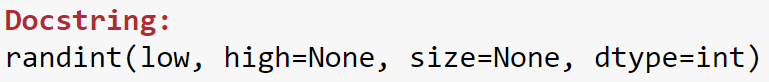 Docstring:
randint(low, high=None, size=None, dtype=int)